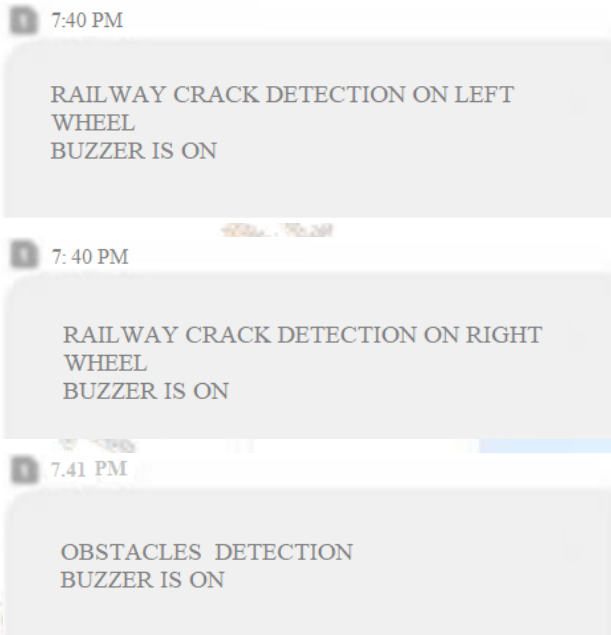 7:40 PM
RAILWAY CRACK DETECTION ON LEFT
WHEEL
BUZZER IS ON
7: 40 PM
RAILWAY CRACK DETECTION ON RIGHT
WHEEL
BUZZER IS ON
7.41 PM
OBSTACLES DETECTION
BUZZER IS ON